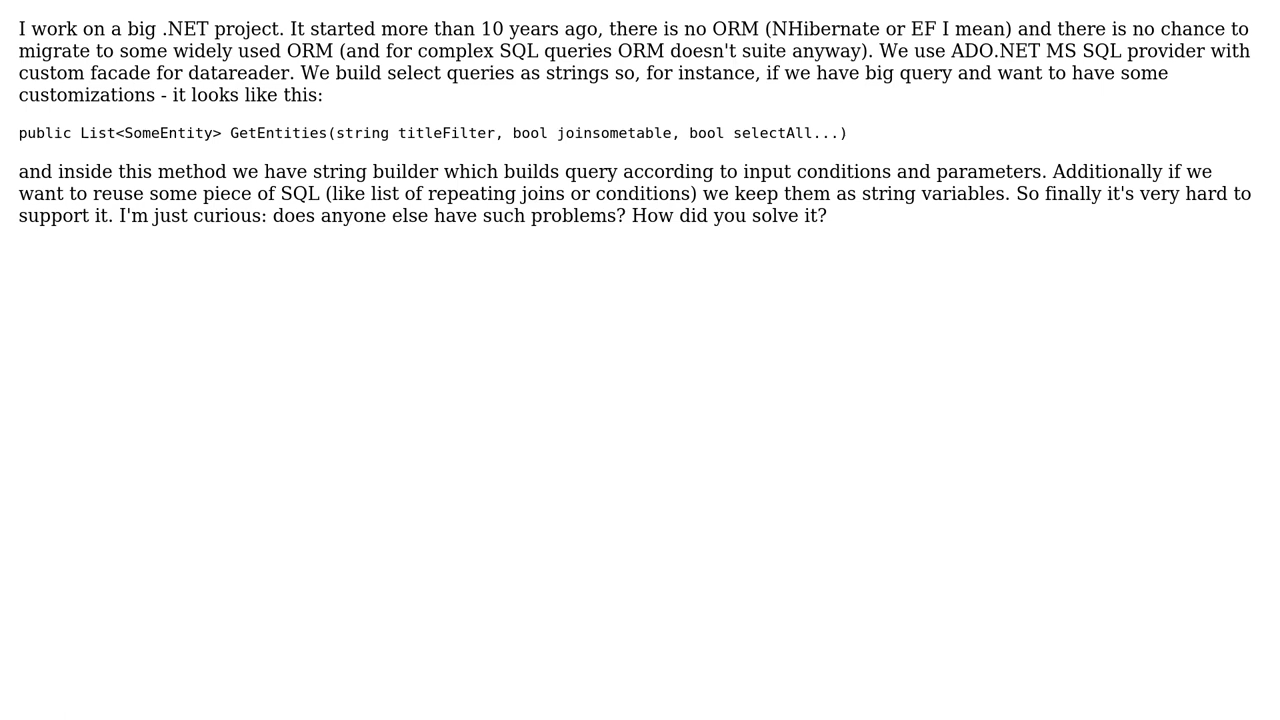 I work on a big .NET project. It started more than 10 years ago, there is no ORM (NHibernate or EF I mean) and there is no chance to
migrate to some widely used ORM (and for complex SQL queries ORM doesn't suite anyway). We use ADO.NET MS SQL provider with
custom facade for datareader. We build select queries as strings so, for instance, if we have big query and want to have some
customizations - it looks like this:
public List<SomeEntity> GetEntities(string titleFilter, bool joinsometable, bool selectAll...)
and inside this method we have string builder which builds query according to input conditions and parameters. Additionally if we
want to reuse some piece of SQL (like list of repeating joins or conditions) we keep them as string variables. So finally it's very hard to
support it. I'm just curious: does anyone else have such problems? How did you solve it?